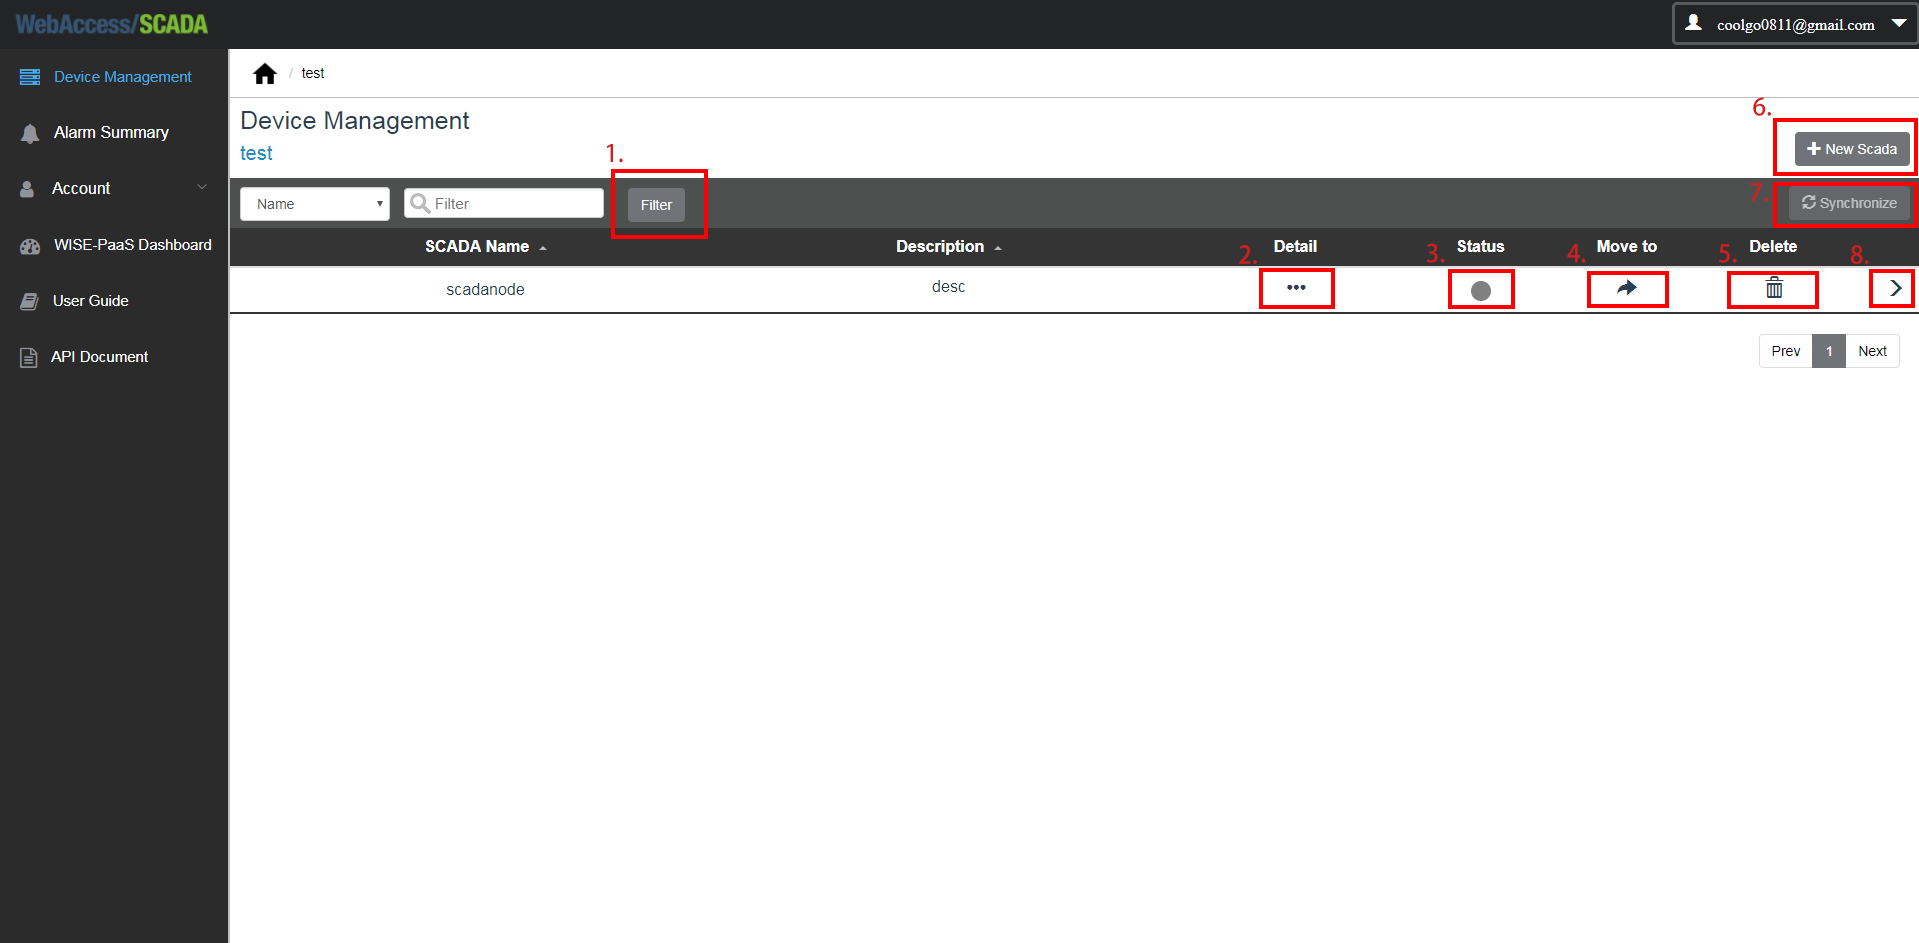 WebAccess/SCADA
coolgo0811@gmail.com
Device Management
Alarm Summary
Account
WISE-PaaS Dashboard
User Guide
API Document
/ test
Device Management
test
6.
+ New Scada
1.
Name
Filter
Filter
7.
Synchronize
SCADA Name
Description
Detail
Status
Move to
Delete
2.
3.
4.
5.
8.
scadanode
desc
•••
Prev
1
Next